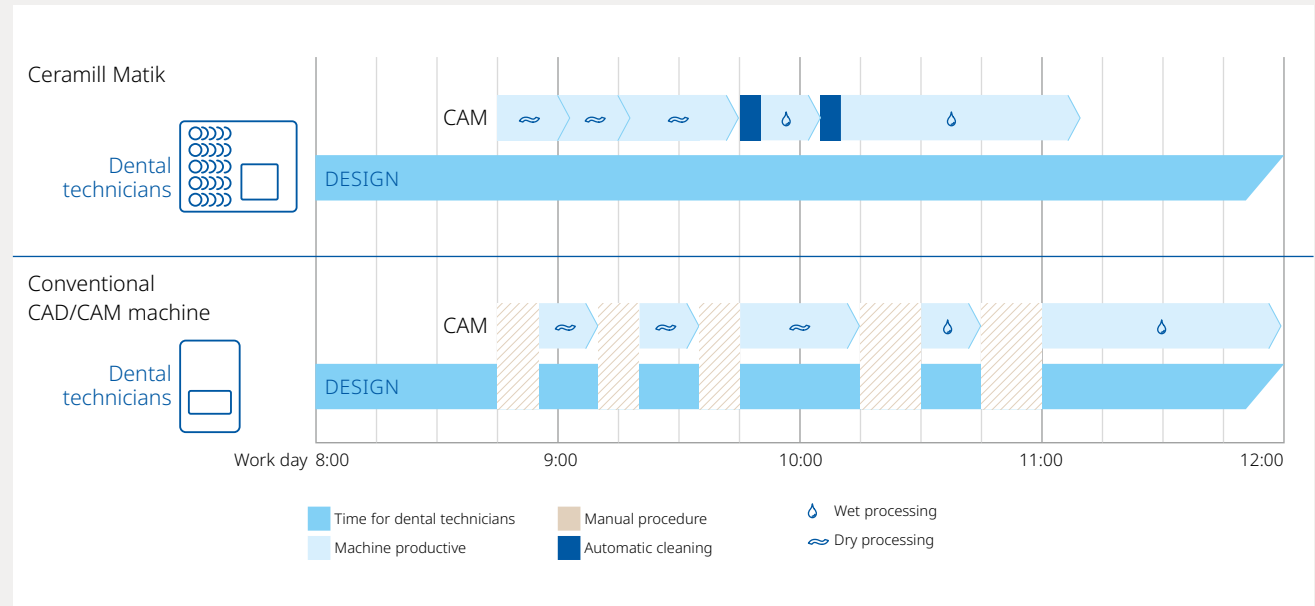 Ceramill Matik
CAM
Dental
technicians
DESIGN
Conventional
CAD/CAM machine
CAM
Dental
technicians
DESIGN
Work day 8:00 9:00 10:00 11:00 12:00
Time for dental technicians
Manual procedure
Wet processing
Machine productive
Automatic cleaning
Dry processing